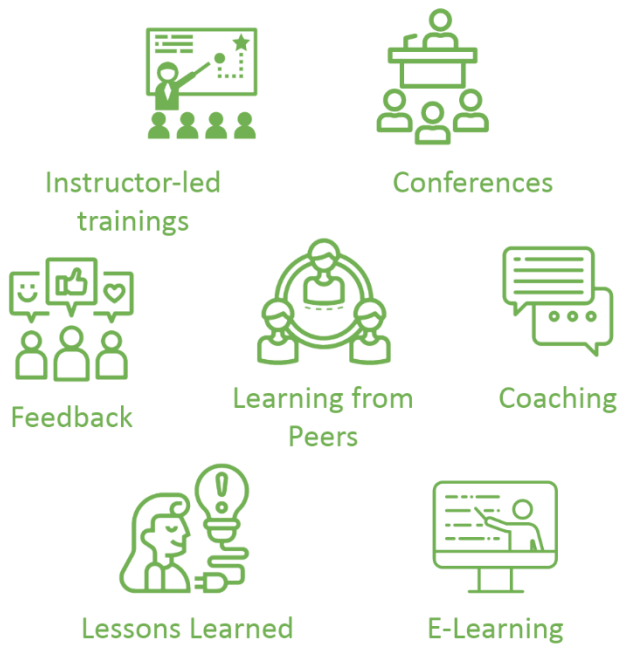 Instructor-led
trainings
Conferences
Feedback
Learning from
Peers
Coaching
Lessons Learned
E-Learning